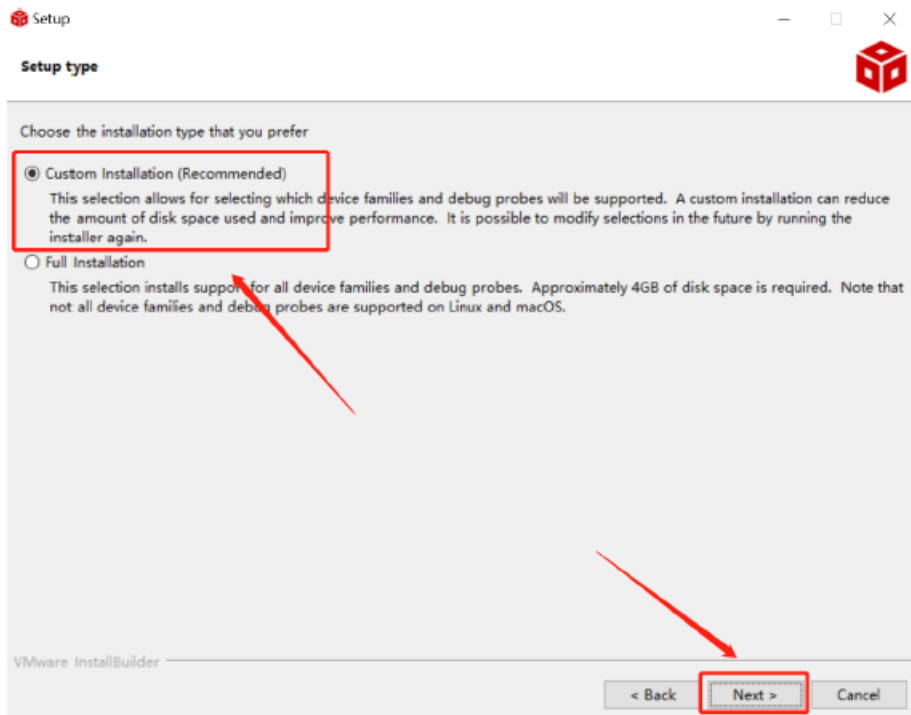 Setup
Setup type
Choose the installation type that you prefer
Custom Installation (Recommended)
This selection allows for selecting which device families and debug probes will be supported. A custom installation can reduce
the amount of disk space used and improve performance. It is possible to modify selections in the future by running the
installer again.
Full Installation
This selection installs support for all device families and debug probes. Approximately 4GB of disk space is required. Note that
not all device families and debug probes are supported on Linux and macOS.
VMware InstallBuilder
< Back
Next >
Cancel